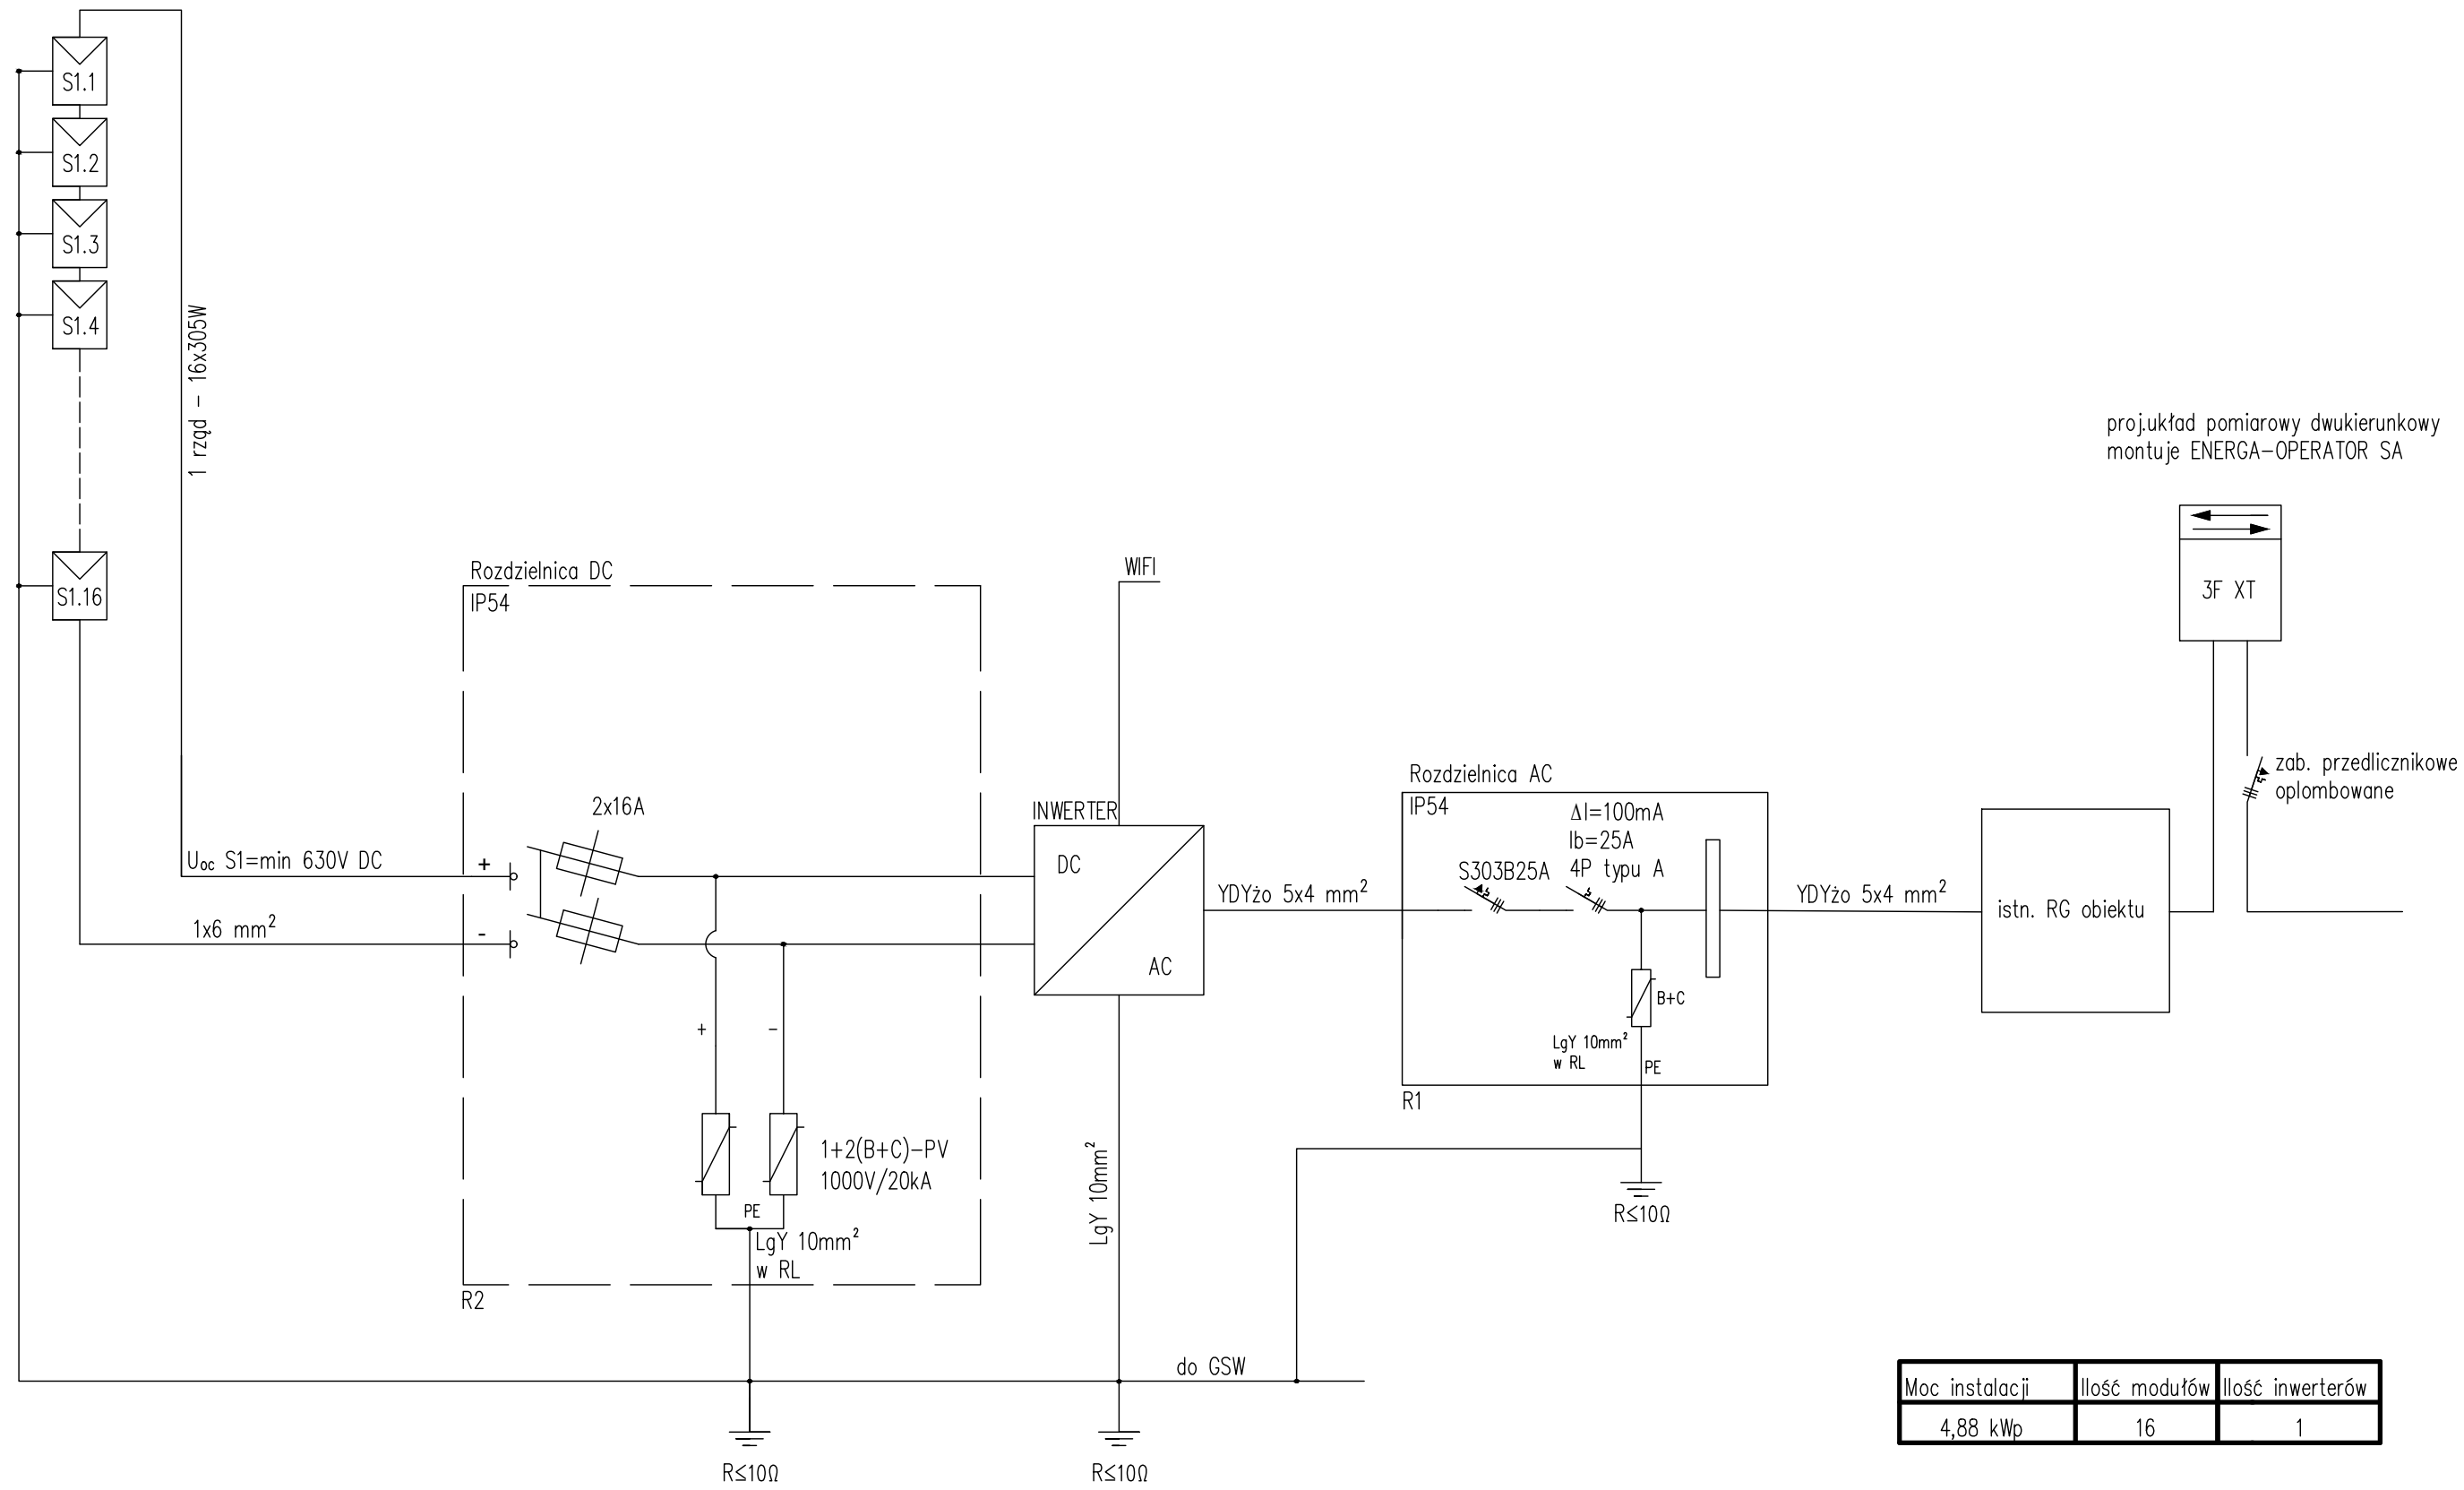 S1.1
S1.2
S1.3
S1.4
S1.16
1 rząd - 16x305W
Uoc S1=min 630V DC
1x6 mm²
Rozdzielnica DC
IP54
2x16A
+
-
+
-
1+2(B+C)-PV
1000V/20kA
PE
LgY 10mm²
w RL
R2
R≤10Ω
WIFI
INWERTER
DC
AC
LgY 10mm²
R≤10Ω
do GSW
YDYżo 5x4 mm²
Rozdzielnica AC
IP54
ΔI=100mA
Ib=25A
4P typu A
S303B25A
B+C
LgY 10mm²
w RL
PE
R1
R≤10Ω
YDYżo 5x4 mm²
istn. RG obiektu
proj.układ pomiarowy dwukierunkowy
montuje ENERGA-OPERATOR SA
3F XT
zab. przedlicznikowe
oplombowane
Moc instalacji Ilość modułów Ilość inwerterów
4,88 kWp 16 1